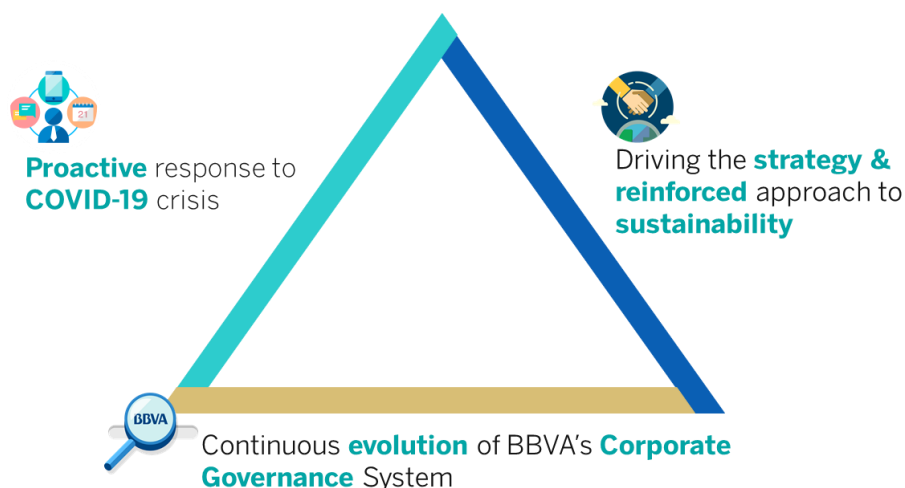 21
Proactive response to
COVID-19 crisis
Driving the strategy &
reinforced approach to
sustainability
BBVA
Continuous evolution of BBVA's Corporate
Governance System